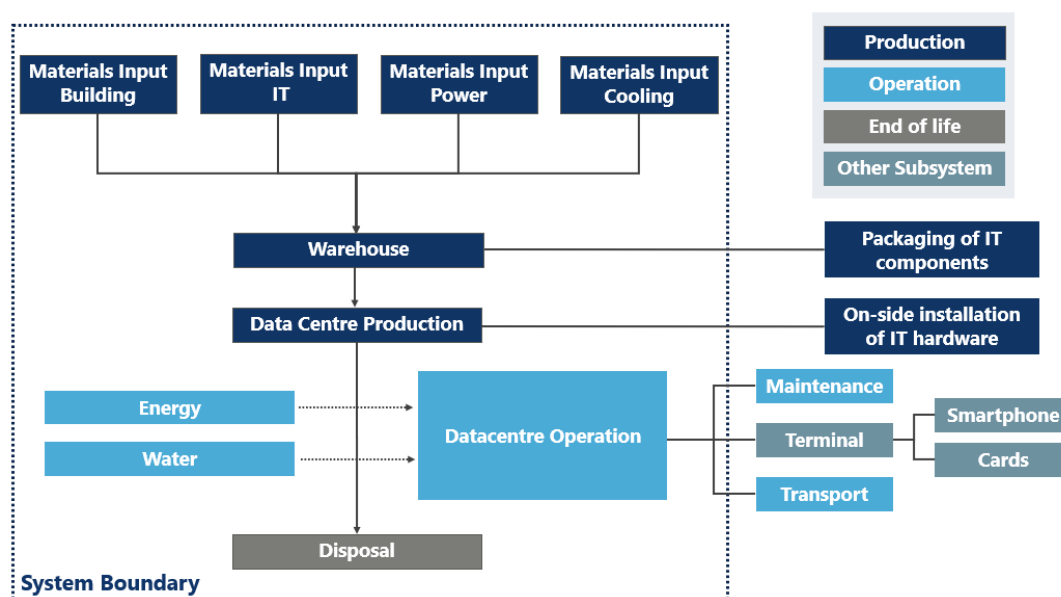 Materials Input
Building
Materials Input
IT
Materials Input
Power
Materials Input
Cooling
Production
Operation
End of life
Other Subsystem
Warehouse
Packaging of IT
components
Data Centre Production
On-side installation
of IT hardware
Energy
Water
Datacentre Operation
Maintenance
Terminal
Transport
Smartphone
Cards
Disposal
System Boundary